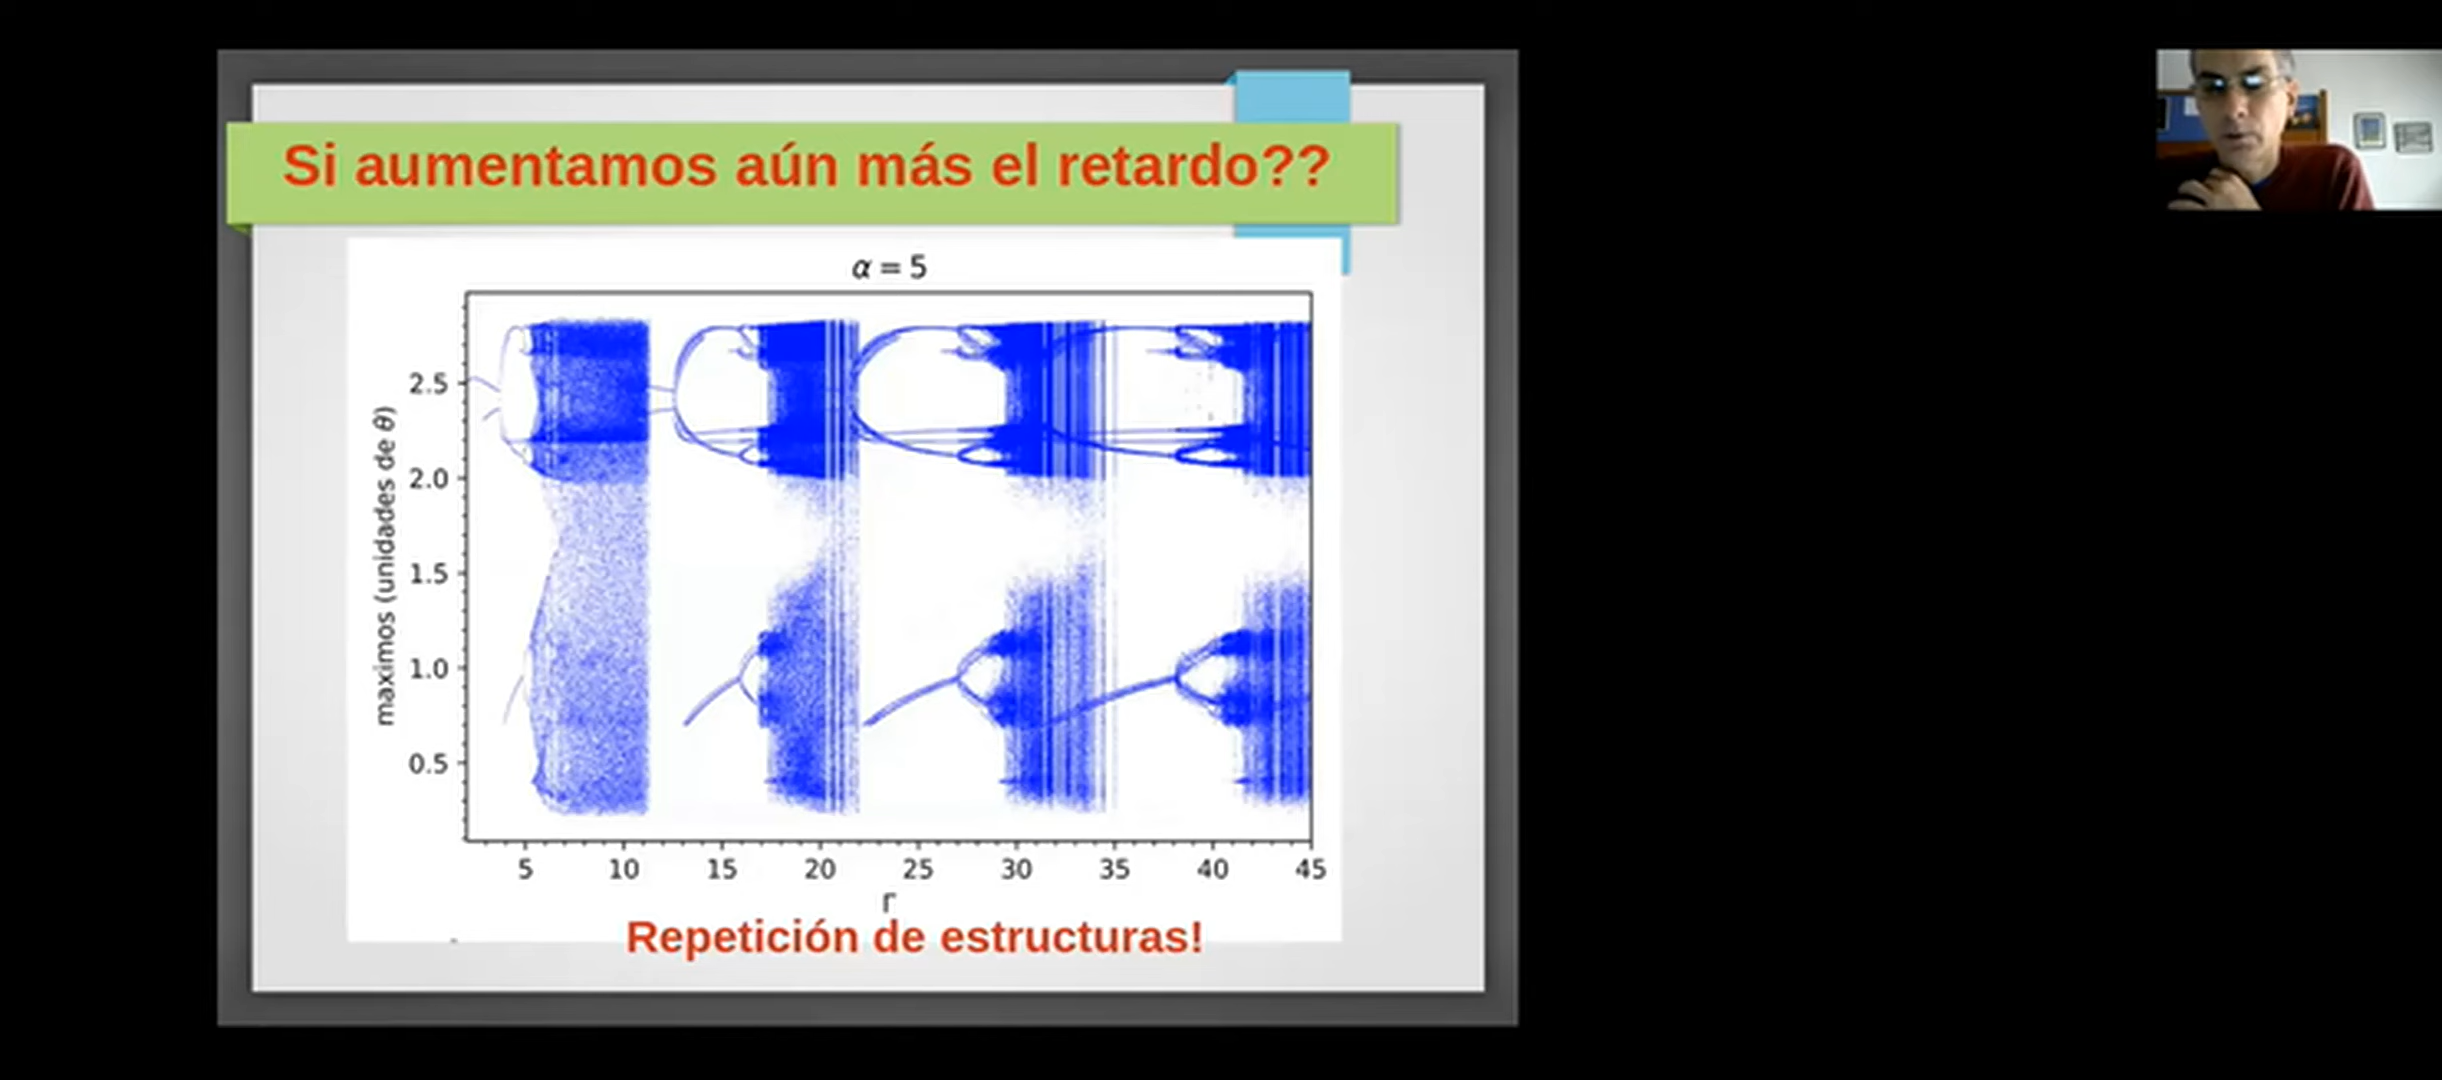 Si aumentamos aún más el retardo??
α = 5
maximos (unidades de θ)
2.5
2.0
1.5
1.0
0.5
5 10 15 20 25 30 35 40 45
Γ
Repetición de estructuras!